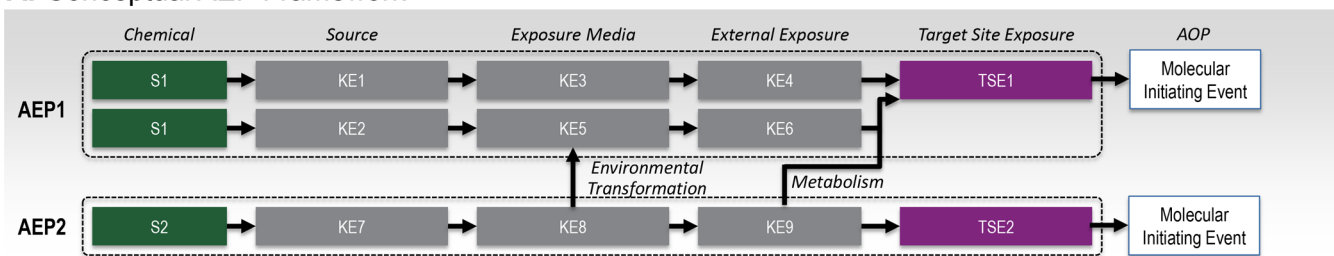 Chemical Source Exposure Media External Exposure Target Site Exposure AOP
AEP1
S1 KE1 KE3 KE4 TSE1 Molecular
Initiating Event
S1 KE2 KE5 KE6
Environmental
Transformation
Metabolism
AEP2
S2 KE7 KE8 KE9 TSE2 Molecular
Initiating Event